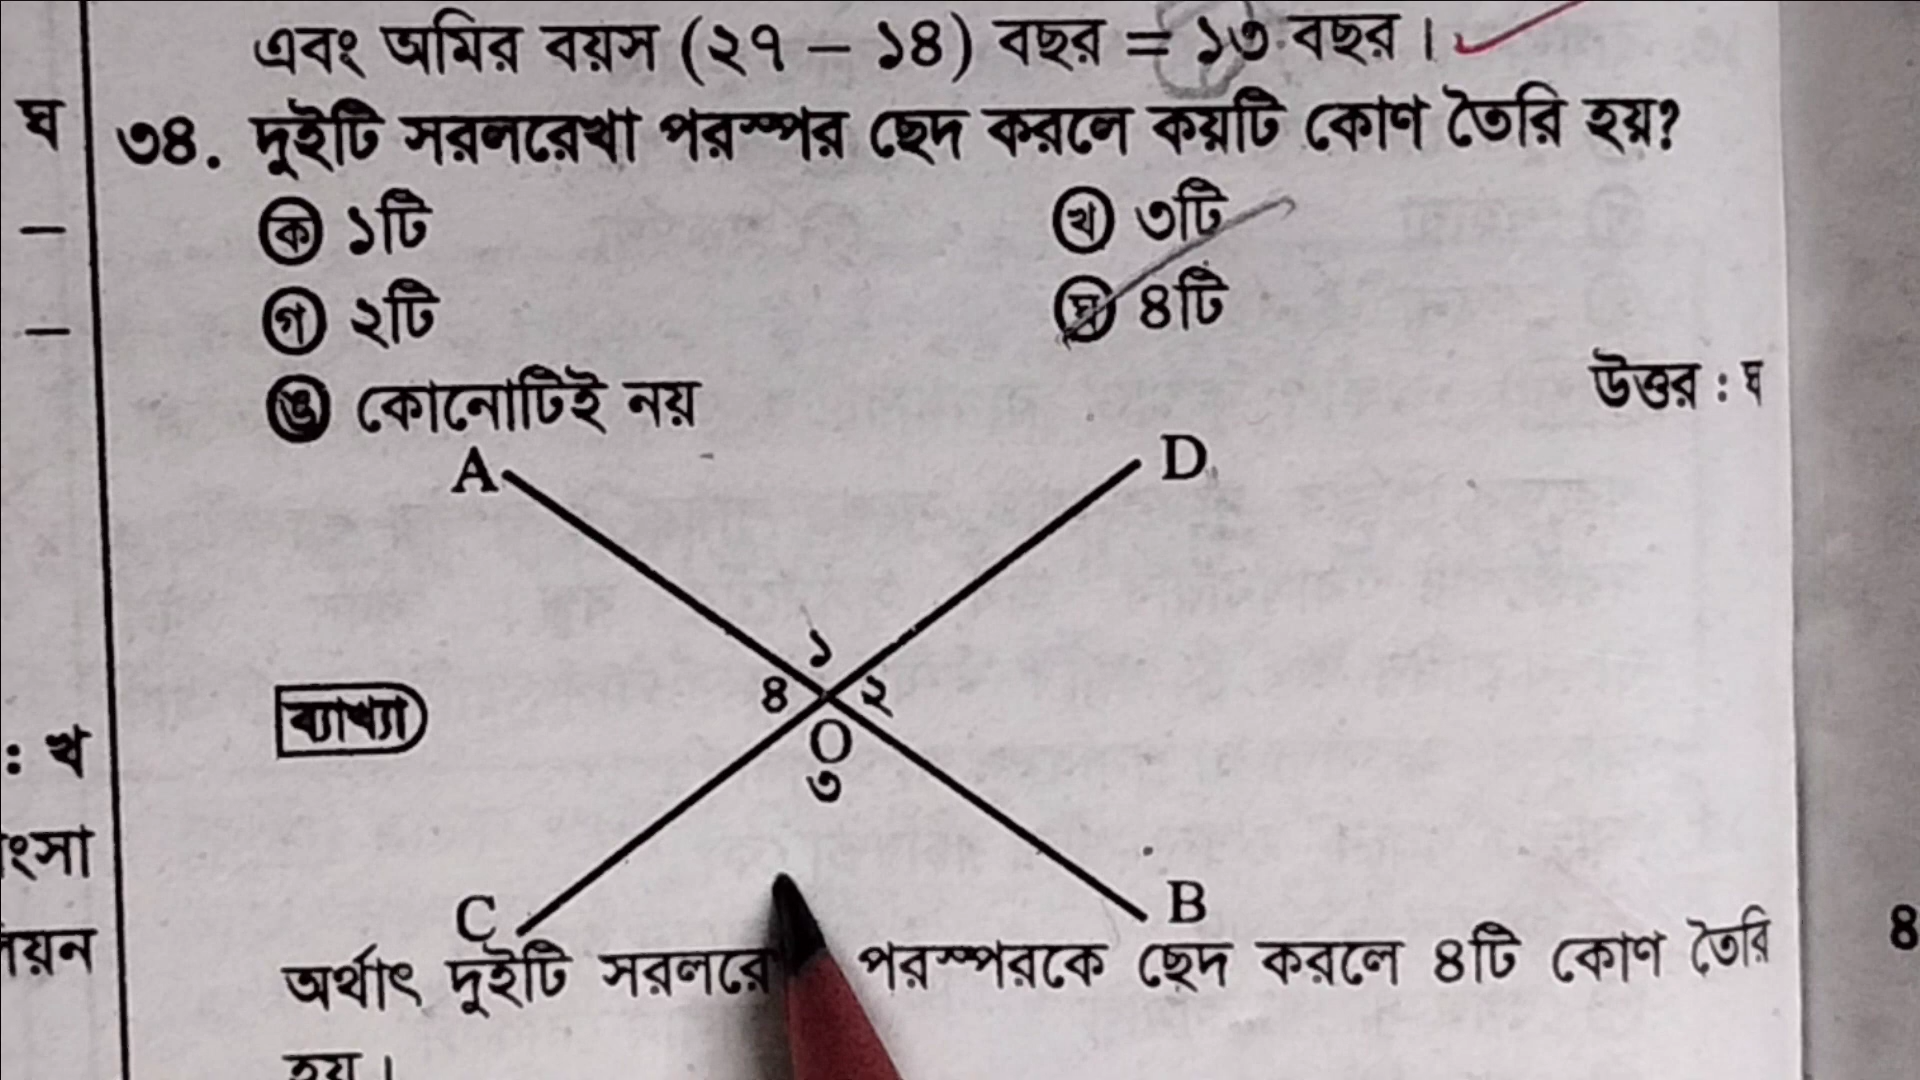 এবং অমির বয়স (২৭ – ১৪) বছর = ১৩ বছর।
ঘ
৩৪. দুইটি সরলরেখা পরস্পর ছেদ করলে কয়টি কোণ তৈরি হয়?
ক ১টি খ ৩টি
গ ২টি ঘ ৪টি
ঙ কোনোটিই নয় উত্তর : ঘ
A D
১
৪ ২
ব্যাখ্যা
O
৩
: খ
ংসা
C B
য়ন
অর্থাৎ দুইটি সরলরে পরস্পরকে ছেদ করলে ৪টি কোণ তৈরি
হয়।
৪